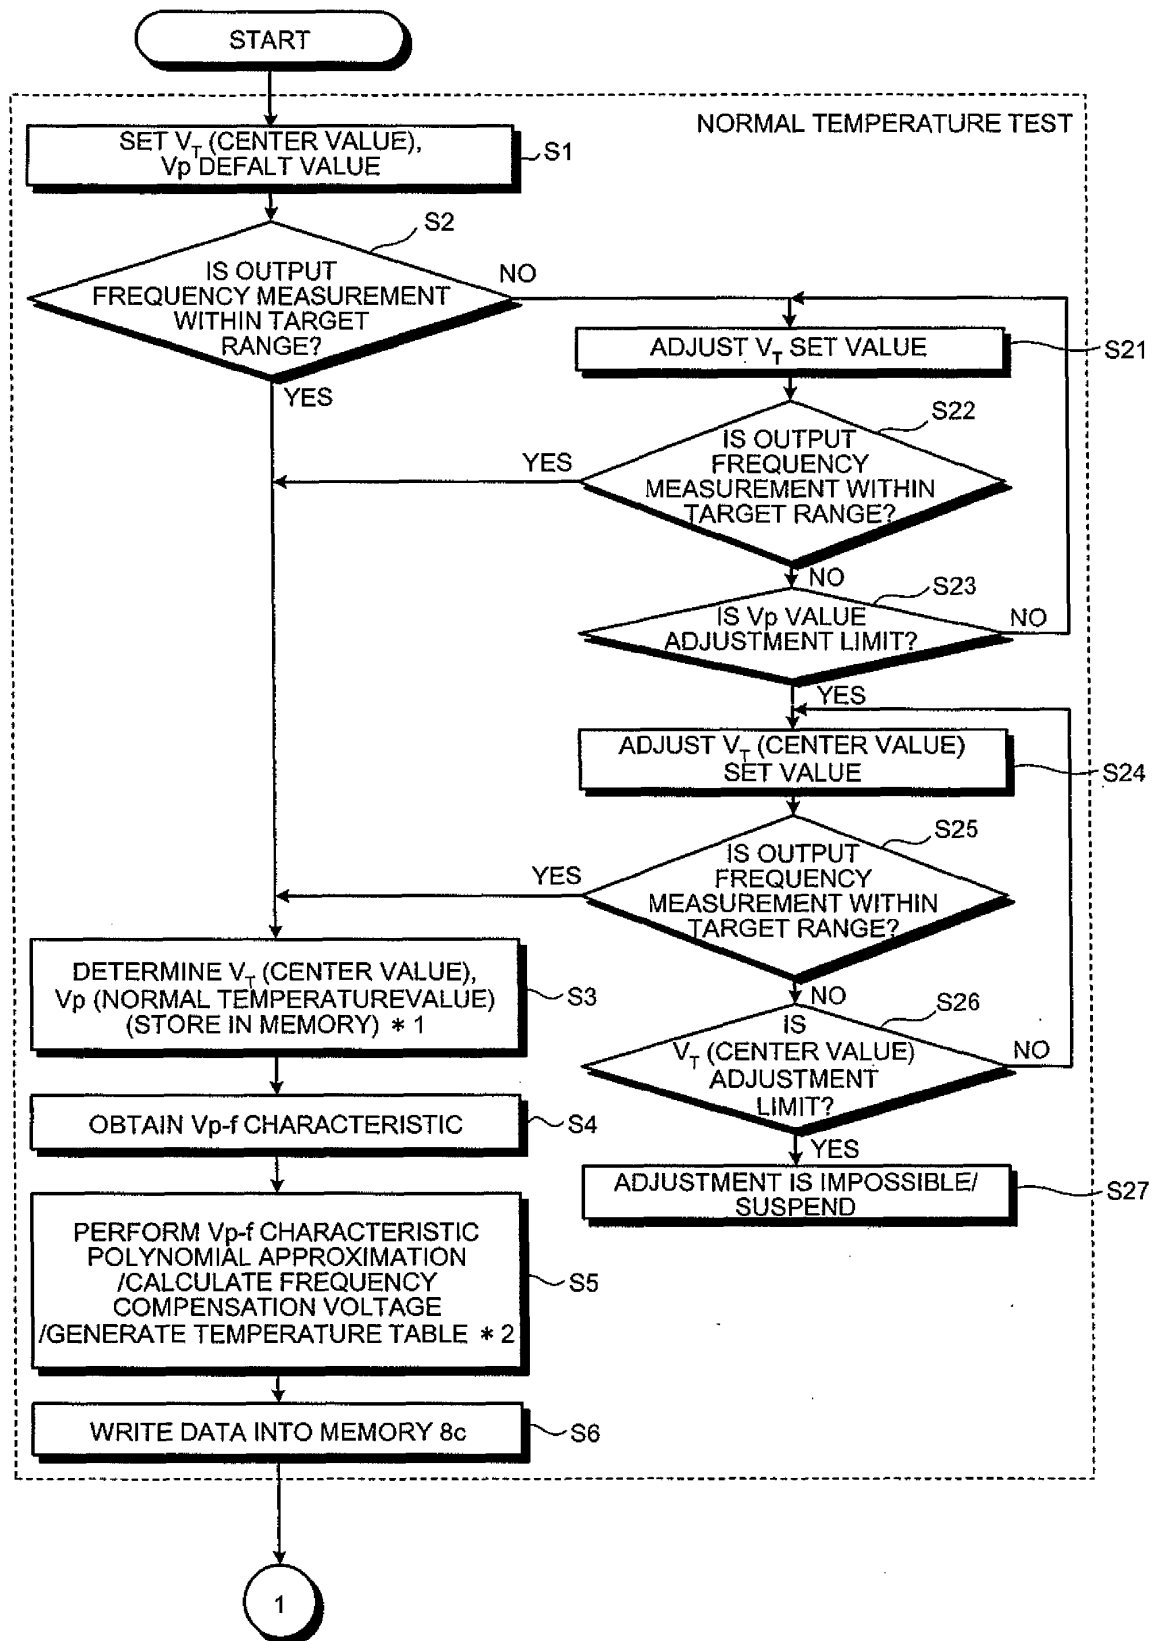 START
NORMAL TEMPERATURE TEST
SET VT (CENTER VALUE),
Vp DEFALT VALUE
S1
S2
IS OUTPUT
FREQUENCY MEASUREMENT
WITHIN TARGET
RANGE?
NO
YES
ADJUST VT SET VALUE
S21
S22
IS OUTPUT
FREQUENCY
MEASUREMENT WITHIN
TARGET RANGE?
YES
NO
S23
IS Vp VALUE
ADJUSTMENT LIMIT?
NO
YES
ADJUST VT (CENTER VALUE)
SET VALUE
S24
S25
IS OUTPUT
FREQUENCY
MEASUREMENT WITHIN
TARGET RANGE?
YES
NO
S26
IS
VT (CENTER VALUE)
ADJUSTMENT
LIMIT?
NO
YES
ADJUSTMENT IS IMPOSSIBLE/
SUSPEND
S27
DETERMINE VT (CENTER VALUE),
Vp (NORMAL TEMPERATUREVALUE)
(STORE IN MEMORY) * 1
S3
OBTAIN Vp-f CHARACTERISTIC
S4
PERFORM Vp-f CHARACTERISTIC
POLYNOMIAL APPROXIMATION
/CALCULATE FREQUENCY
COMPENSATION VOLTAGE
/GENERATE TEMPERATURE TABLE * 2
S5
WRITE DATA INTO MEMORY 8c
S6
1